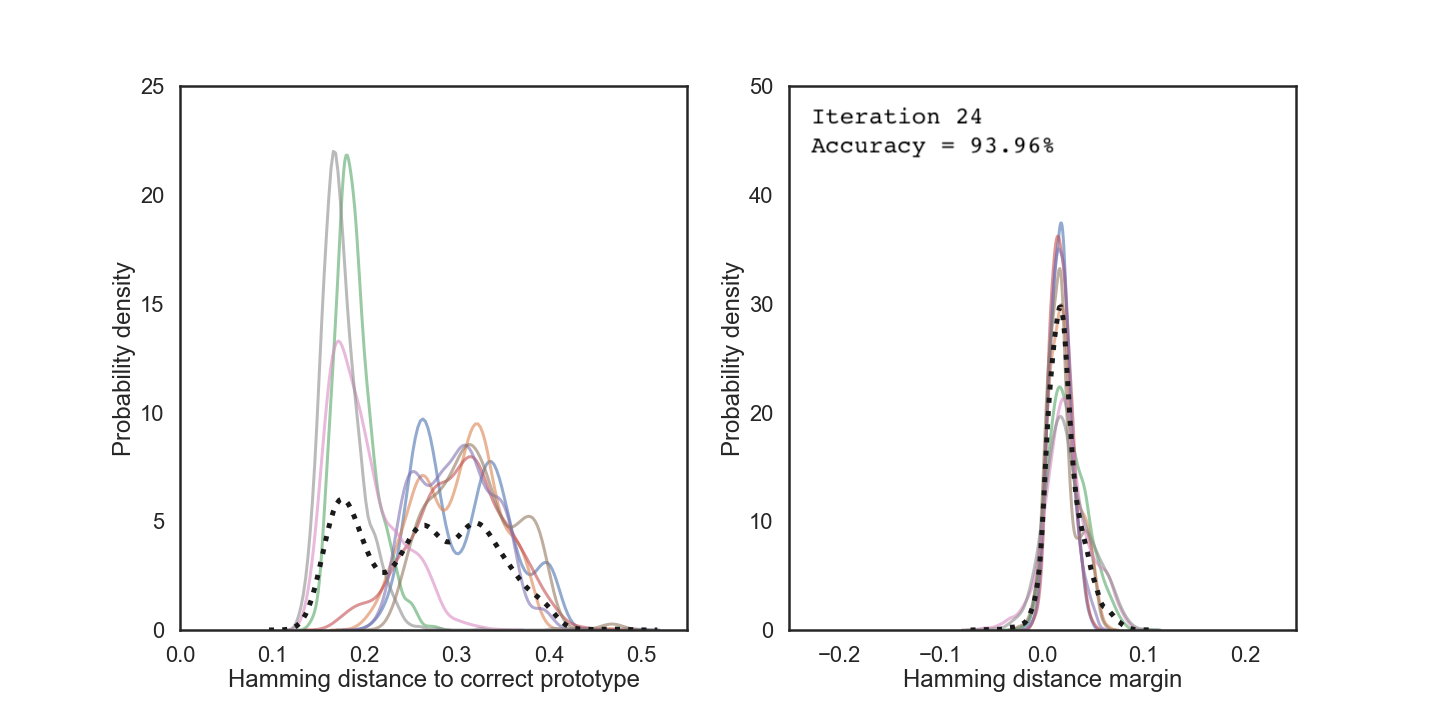 25
20
15
10
5
0
Probability density
0.0 0.1 0.2 0.3 0.4 0.5
Hamming distance to correct prototype
50
40
30
20
10
0
Probability density
Iteration 24
Accuracy = 93.96%
−0.2 −0.1 0.0 0.1 0.2
Hamming distance margin